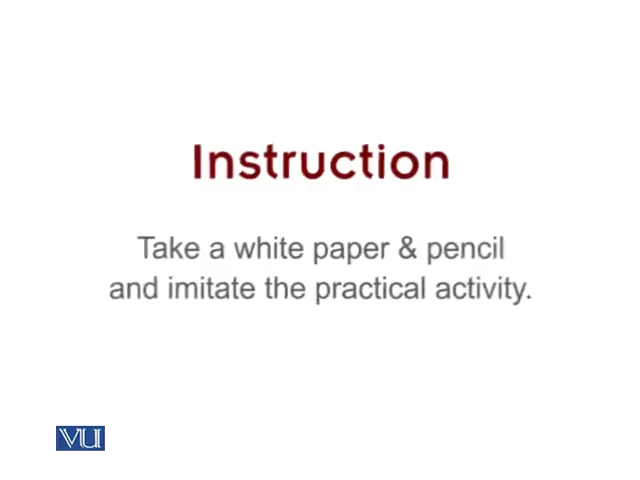 Instruction
Take a white paper & pencil
and imitate the practical activity.
VU